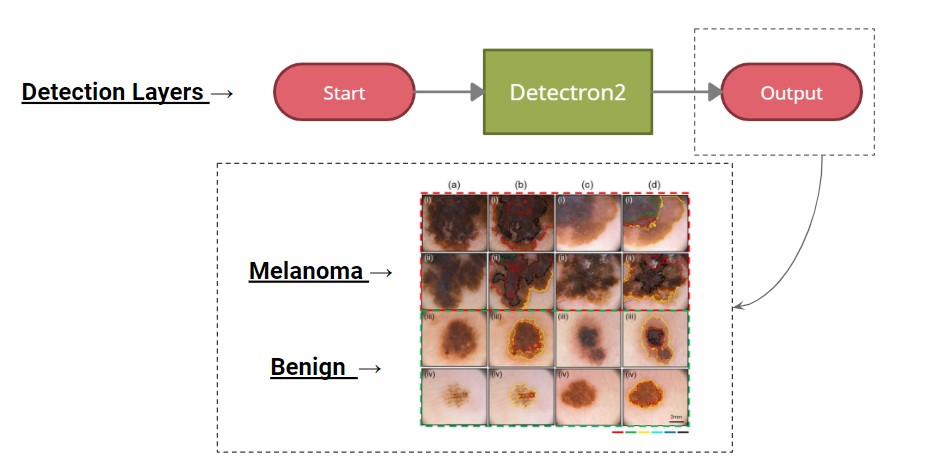 Detection Layers →
Start
Detectron2
Output
(a) (b) (c) (d)
(i) (i) (i) (i)
Melanoma →
(ii) (ii) (ii) (ii)
(iii) (iii) (iii) (iii)
Benign →
(iv) (iv) (iv) (iv)
2mm